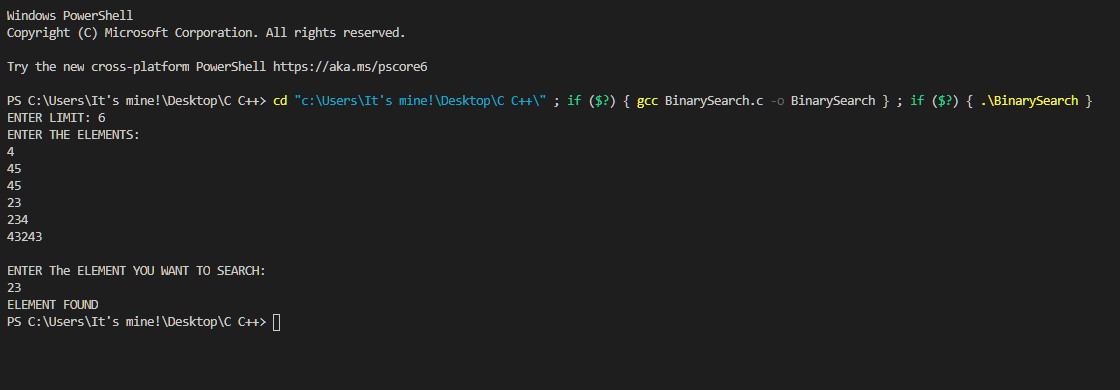 Windows PowerShell
Copyright (C) Microsoft Corporation. All rights reserved.
Try the new cross-platform PowerShell https://aka.ms/pscore6
PS C:\Users\It's mine!\Desktop\C C++> cd "c:\Users\It's mine!\Desktop\C C++\" ; if ($?) { gcc BinarySearch.c -o BinarySearch } ; if ($?) { .\BinarySearch }
ENTER LIMIT: 6
ENTER THE ELEMENTS:
4
45
45
23
234
43243
ENTER The ELEMENT YOU WANT TO SEARCH:
23
ELEMENT FOUND
PS C:\Users\It's mine!\Desktop\C C++>